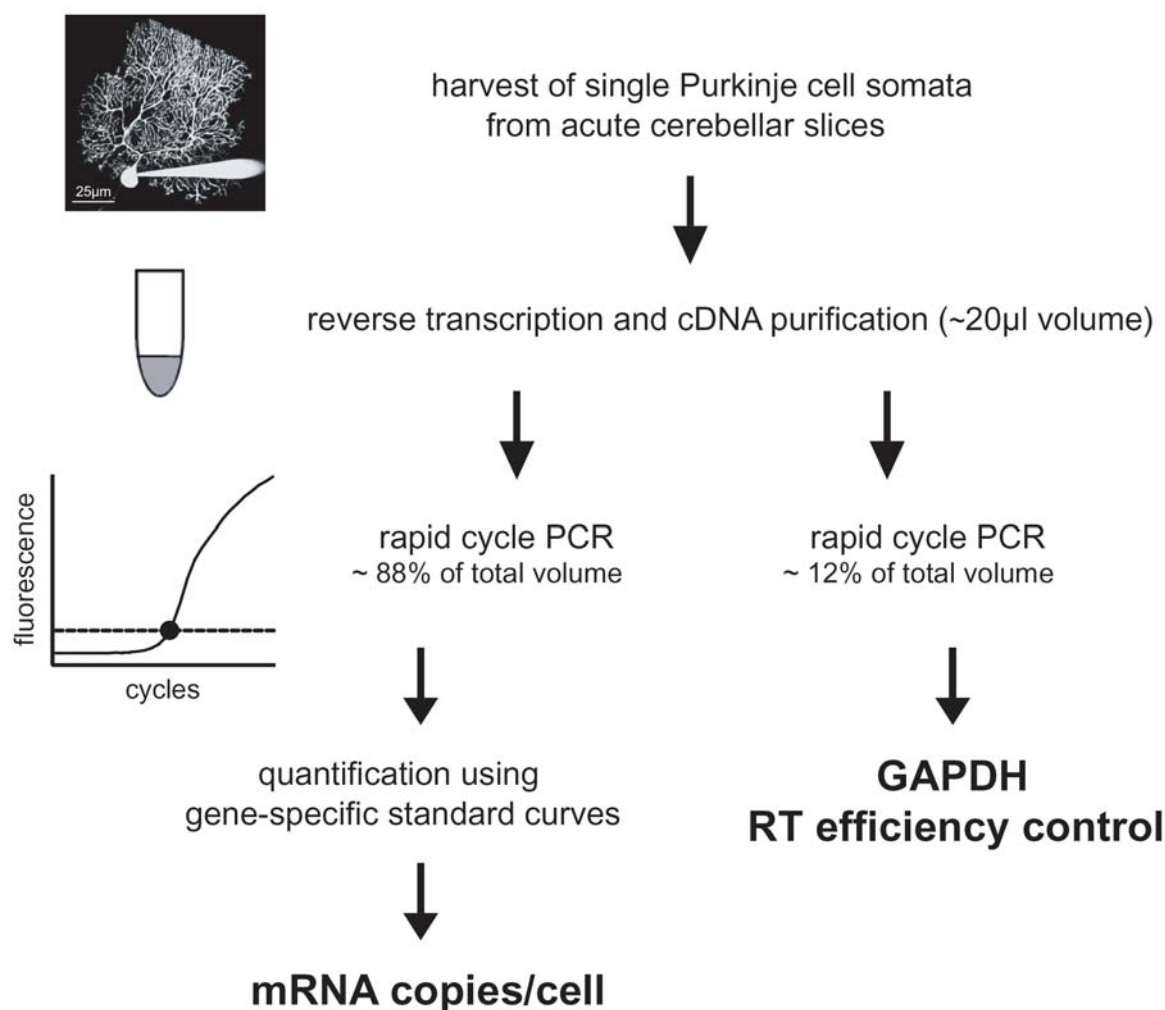 harvest of single Purkinje cell somata
from acute cerebellar slices
25µm
reverse transcription and cDNA purification (~20µl volume)
fluorescence
cycles
rapid cycle PCR
~ 88% of total volume
rapid cycle PCR
~ 12% of total volume
quantification using
gene-specific standard curves
GAPDH
RT efficiency control
mRNA copies/cell